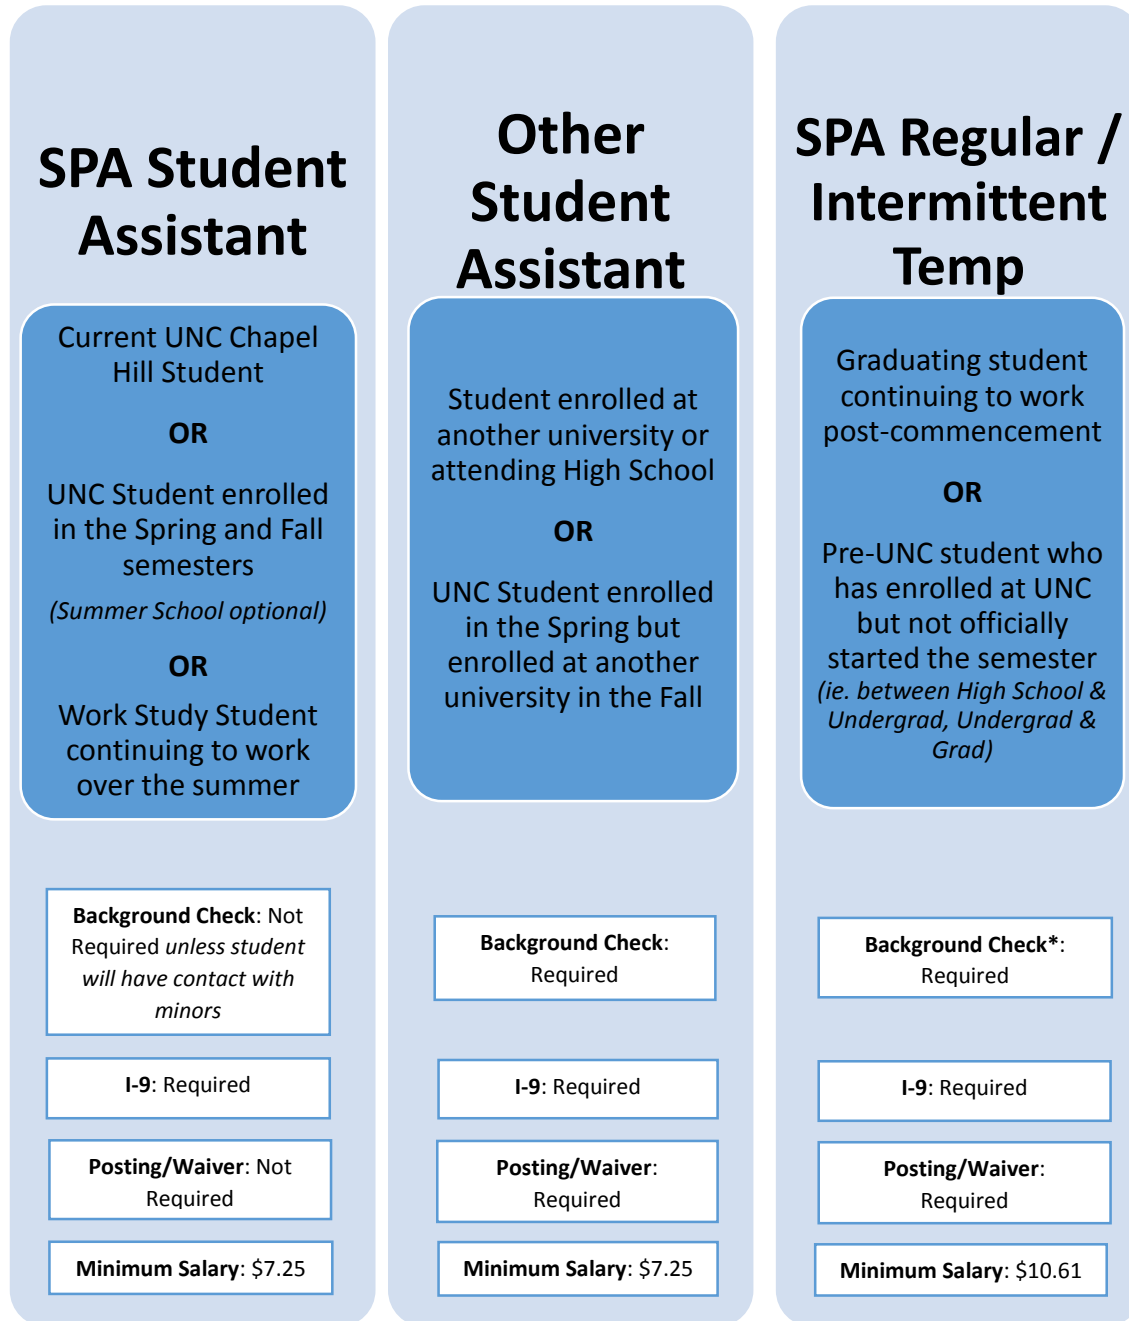 SPA Student
Assistant
Current UNC Chapel
Hill Student
OR
UNC Student enrolled
in the Spring and Fall
semesters
(Summer School optional)
OR
Work Study Student
continuing to work
over the summer
Background Check: Not
Required unless student
will have contact with
minors
I-9: Required
Posting/Waiver: Not
Required
Minimum Salary: $7.25
Other
Student
Assistant
Student enrolled at
another university or
attending High School
OR
UNC Student enrolled
in the Spring but
enrolled at another
university in the Fall
Background Check:
Required
I-9: Required
Posting/Waiver:
Required
Minimum Salary: $7.25
SPA Regular /
Intermittent
Temp
Graduating student
continuing to work
post-commencement
OR
Pre-UNC student who
has enrolled at UNC
but not officially
started the semester
(ie. between High School &
Undergrad, Undergrad &
Grad)
Background Check*:
Required
I-9: Required
Posting/Waiver:
Required
Minimum Salary: $10.61